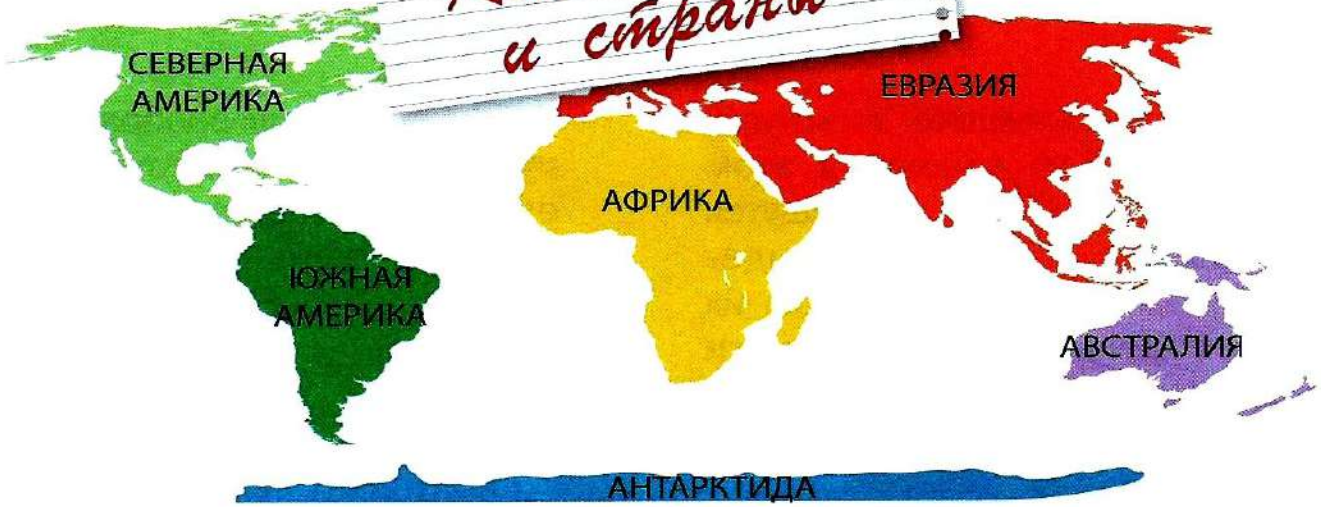 и страны
СЕВЕРНАЯ
АМЕРИКА
ЕВРАЗИЯ
АФРИКА
ЮЖНАЯ
АМЕРИКА
АВСТРАЛИЯ
АНТАРКТИДА